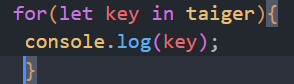 for(let key in taiger){
console.log(key);
}